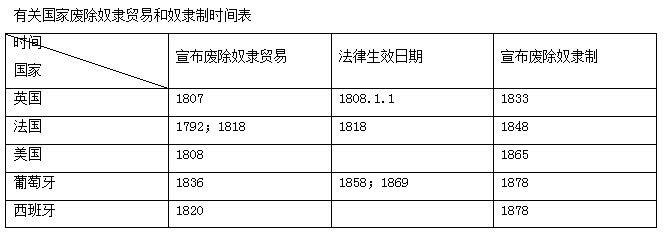 有关国家废除奴隶贸易和奴隶制时间表
时间
国家
宣布废除奴隶贸易 法律生效日期 宣布废除奴隶制
英国 1807 1808.1.1 1833
法国 1792；1818 1818 1848
美国 1808 1865
葡萄牙 1836 1858；1869 1878
西班牙 1820 1878